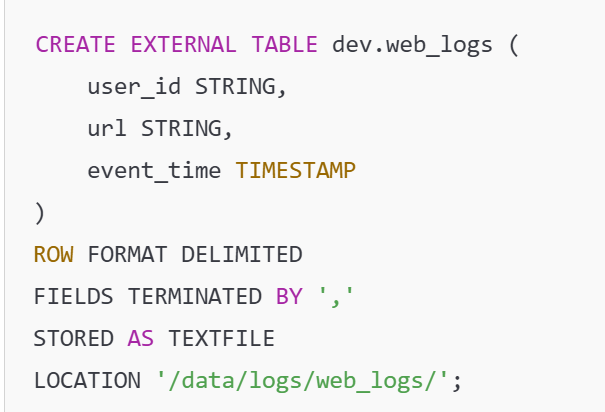 CREATE EXTERNAL TABLE dev.web_logs (
    user_id STRING,
    url STRING,
    event_time TIMESTAMP
)
ROW FORMAT DELIMITED
FIELDS TERMINATED BY ','
STORED AS TEXTFILE
LOCATION '/data/logs/web_logs/';